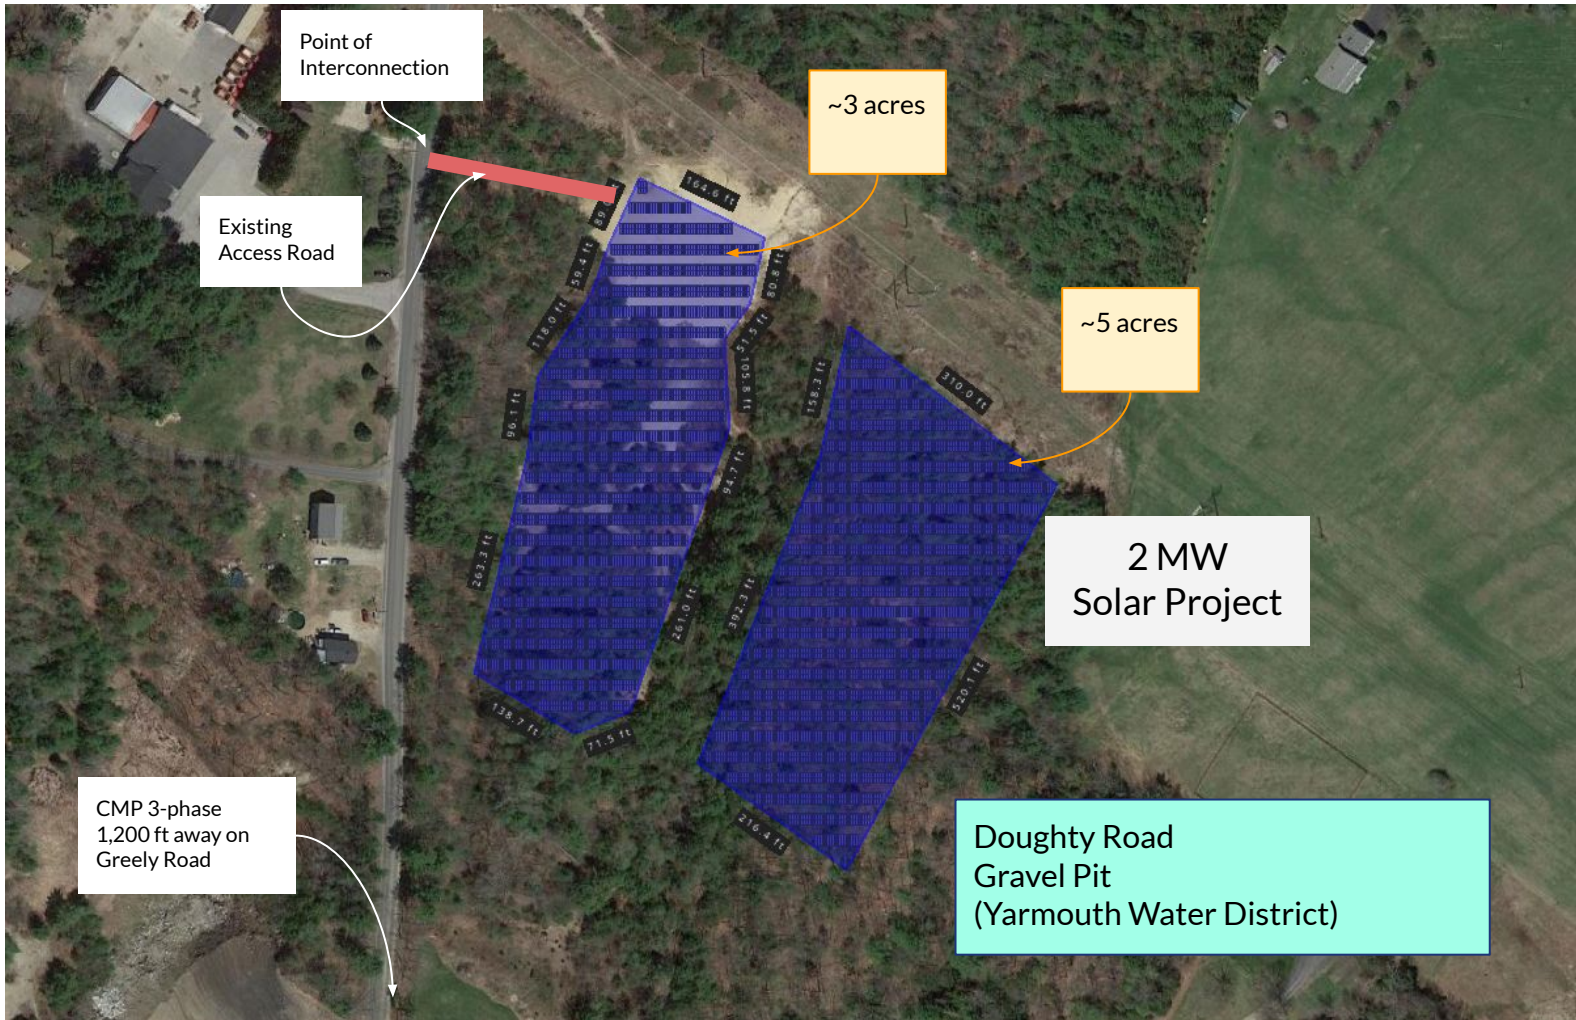 Point of
Interconnection
~3 acres
164.6 ft
Existing
Access Road
59.4 ft
80.8 ft
118.0 ft
51.5 ft
~5 acres
105.8 ft
158.3 ft
310.0 ft
96.1 ft
94.7 ft
2 MW
Solar Project
263.3 ft
392.3 ft
261.0 ft
520.1 ft
138.7 ft
71.5 ft
CMP 3-phase
1,200 ft away on
Greely Road
216.4 ft
Doughty Road
Gravel Pit
(Yarmouth Water District)